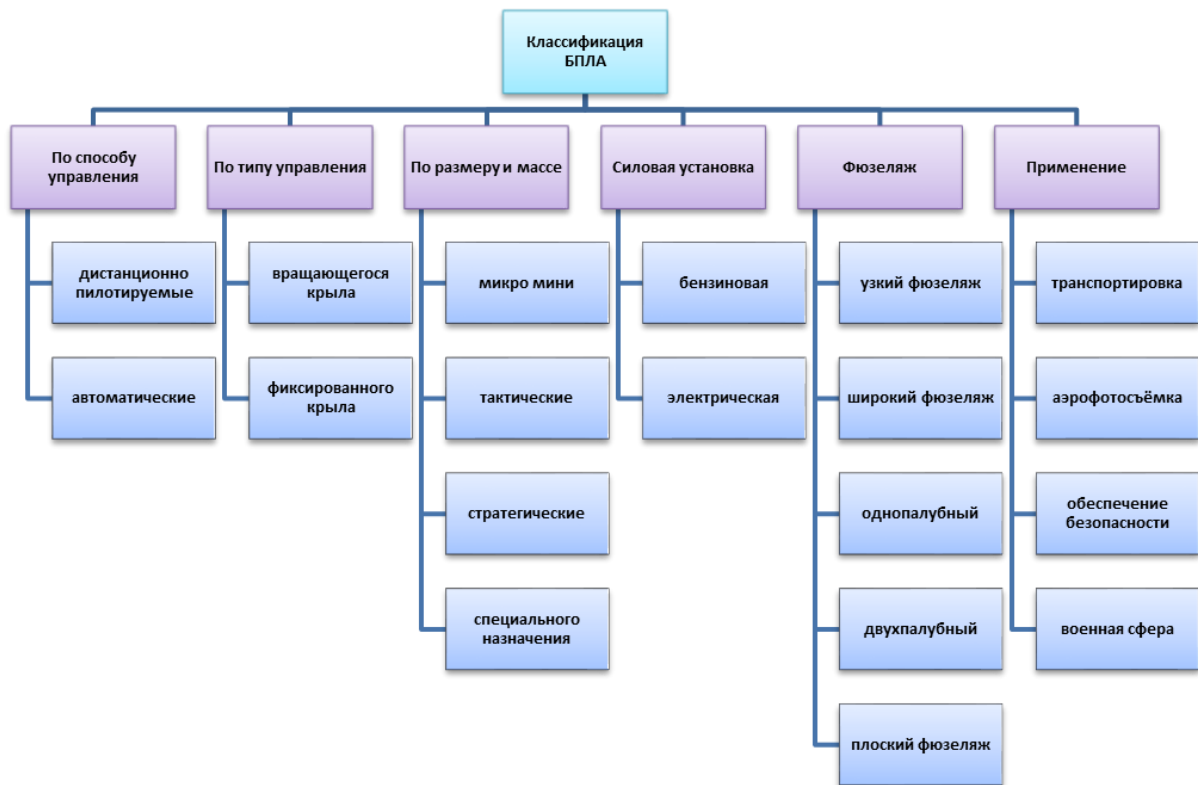 Классификация
БПЛА
По способу
управления
По типу управления
По размеру и массе
Силовая установка
Фюзеляж
Применение
дистанционно
пилотируемые
вращающегося
крыла
микро мини
бензиновая
узкий фюзеляж
транспортировка
автоматические
фиксированного
крыла
тактические
электрическая
широкий фюзеляж
аэрофотосъёмка
стратегические
однопалубный
обеспечение
безопасности
специального
назначения
двухпалубный
военная сфера
плоский фюзеляж